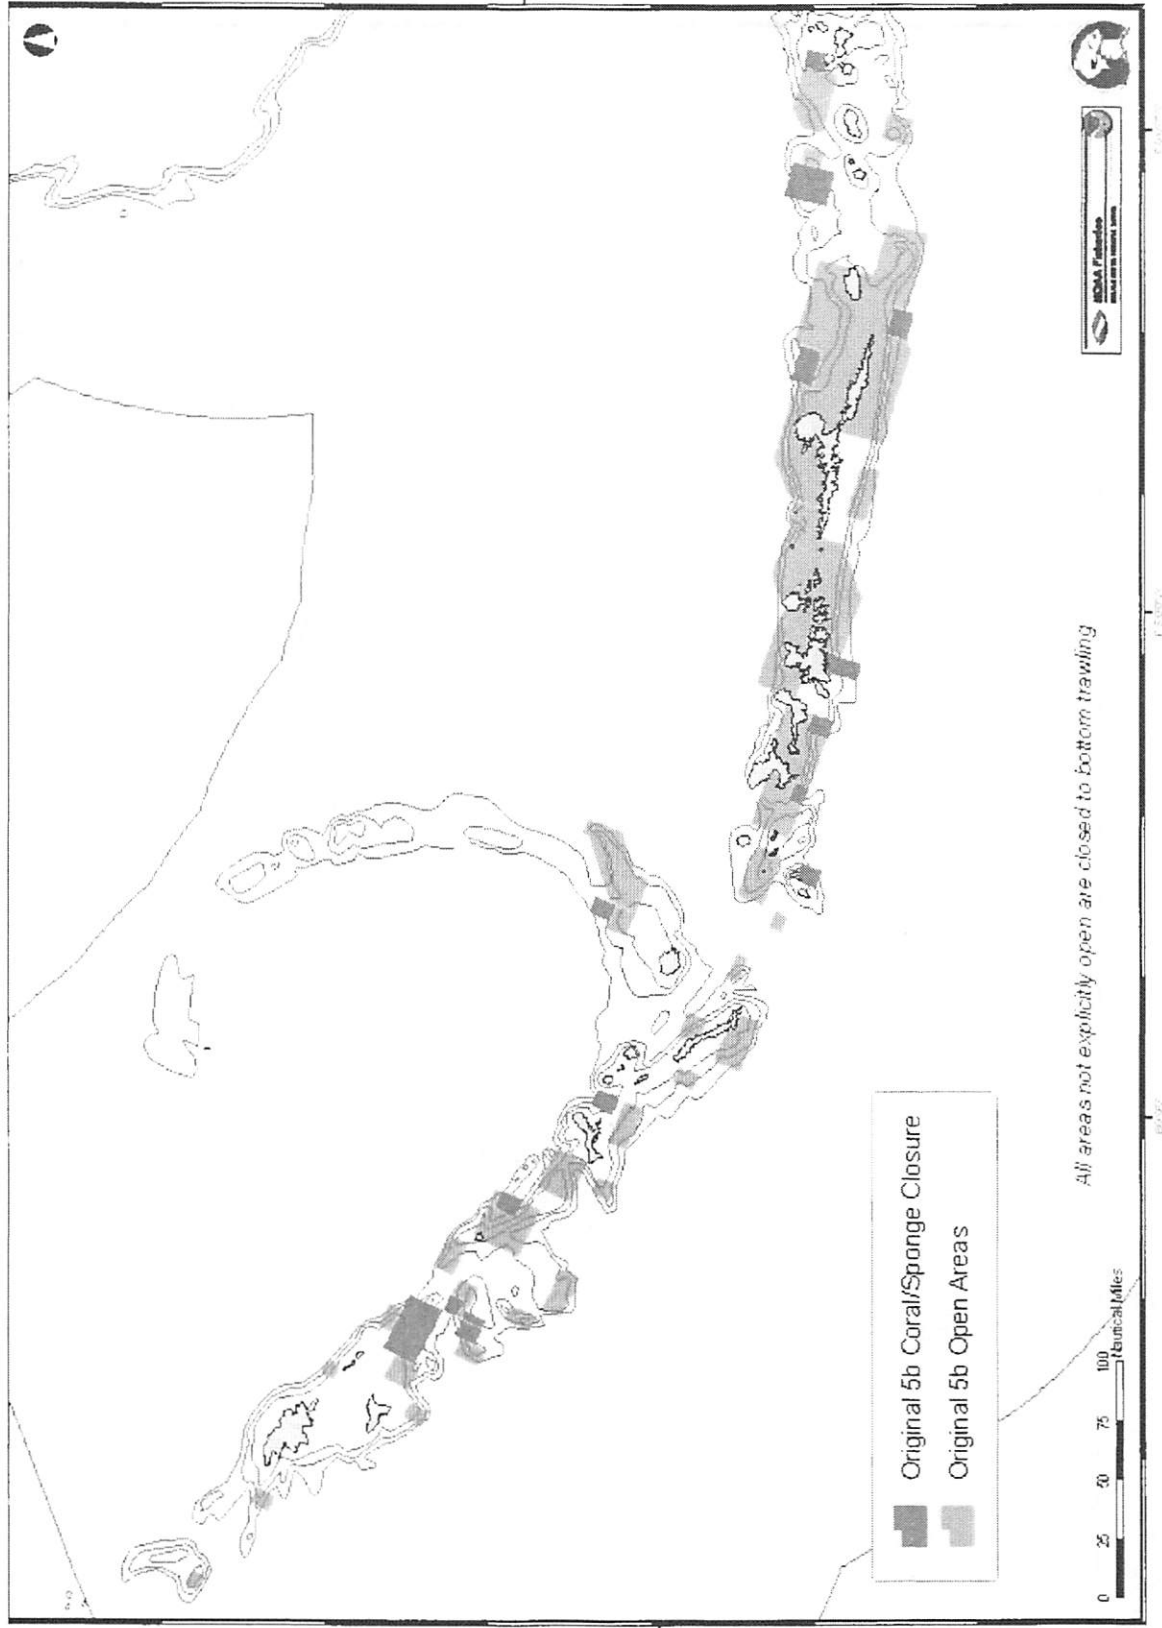 NOAA Fisheries
All areas not explicitly open are closed to bottom trawling
Original 5b Coral/Sponge Closure
Original 5b Open Areas
0 25 50 75 100
Nautical Miles